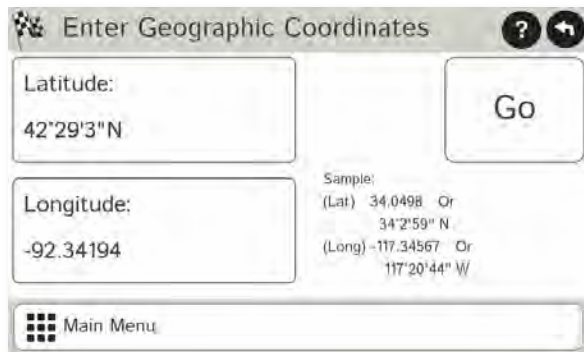 Enter Geographic Coordinates
?
Latitude:
42°29'3"N
Go
Longitude:
-92.34194
Sample:
(Lat) 34.0498 Or
34°2'59" N
(Long) -117.34567 Or
117°20'44" W
Main Menu